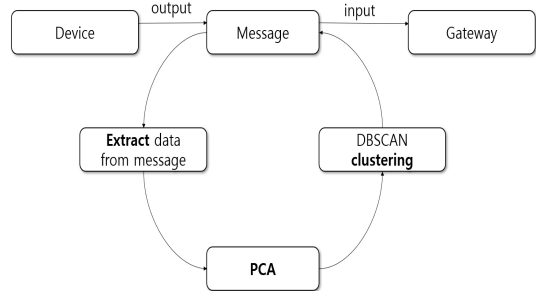 output
input
Device
Message
Gateway
Extract data
from message
DBSCAN
clustering
PCA